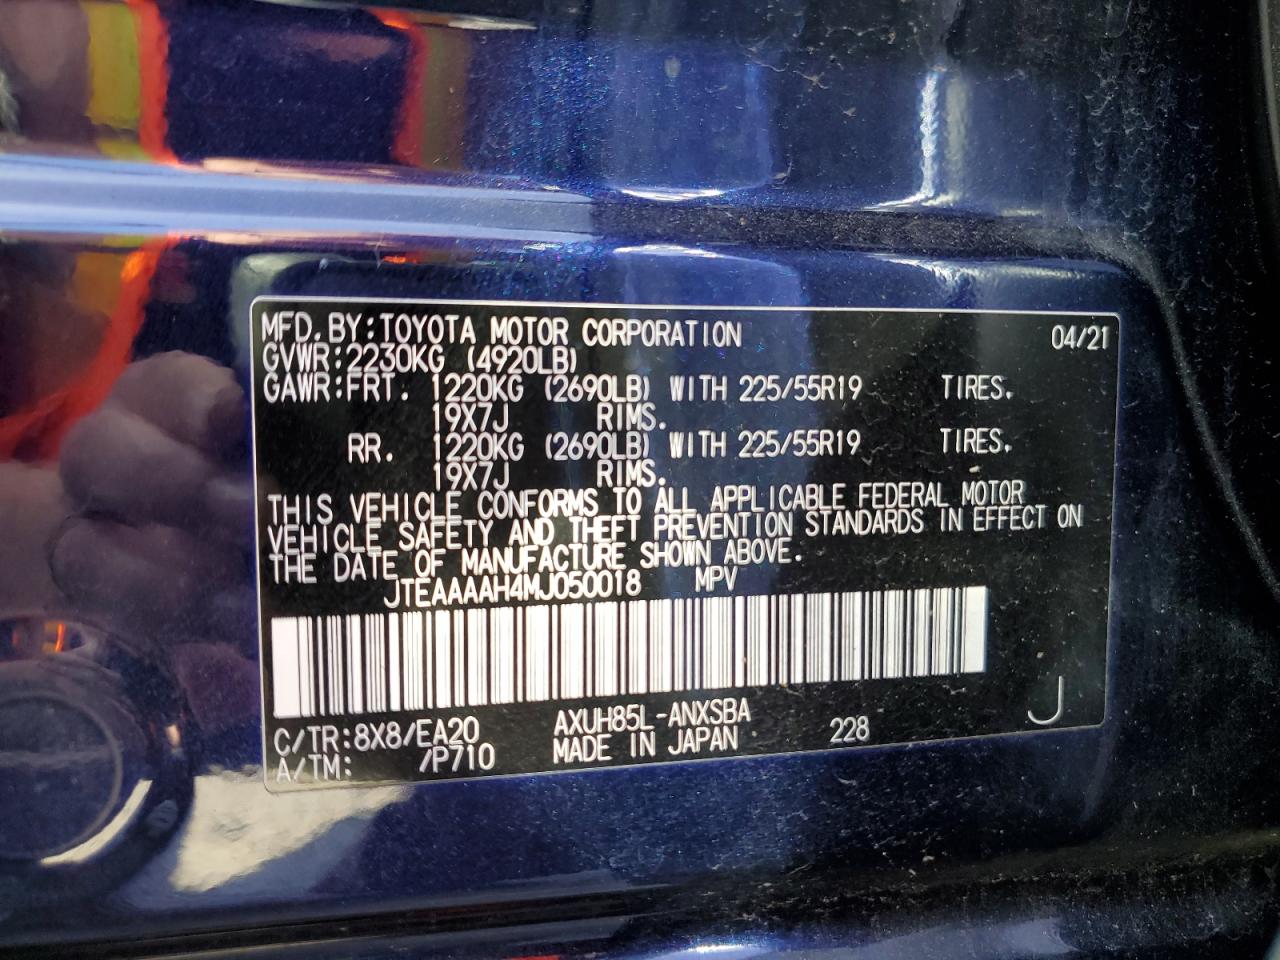 MFD.BY:TOYOTA MOTOR CORPORATION 04/21
GVWR:2230KG (4920LB)
GAWR:FRT. 1220KG (2690LB) WITH 225/55R19 TIRES.
19X7J RIMS.
RR. 1220KG (2690LB) WITH 225/55R19 TIRES.
19X7J RIMS.
THIS VEHICLE CONFORMS TO ALL APPLICABLE FEDERAL MOTOR
VEHICLE SAFETY AND THEFT PREVENTION STANDARDS IN EFFECT ON
THE DATE OF MANUFACTURE SHOWN ABOVE.
JTEAAAAH4MJ050018 MPV
C/TR:8X8/EA20 AXUH85L-ANXSBA 228 J
A/TM: /P710 MADE IN JAPAN